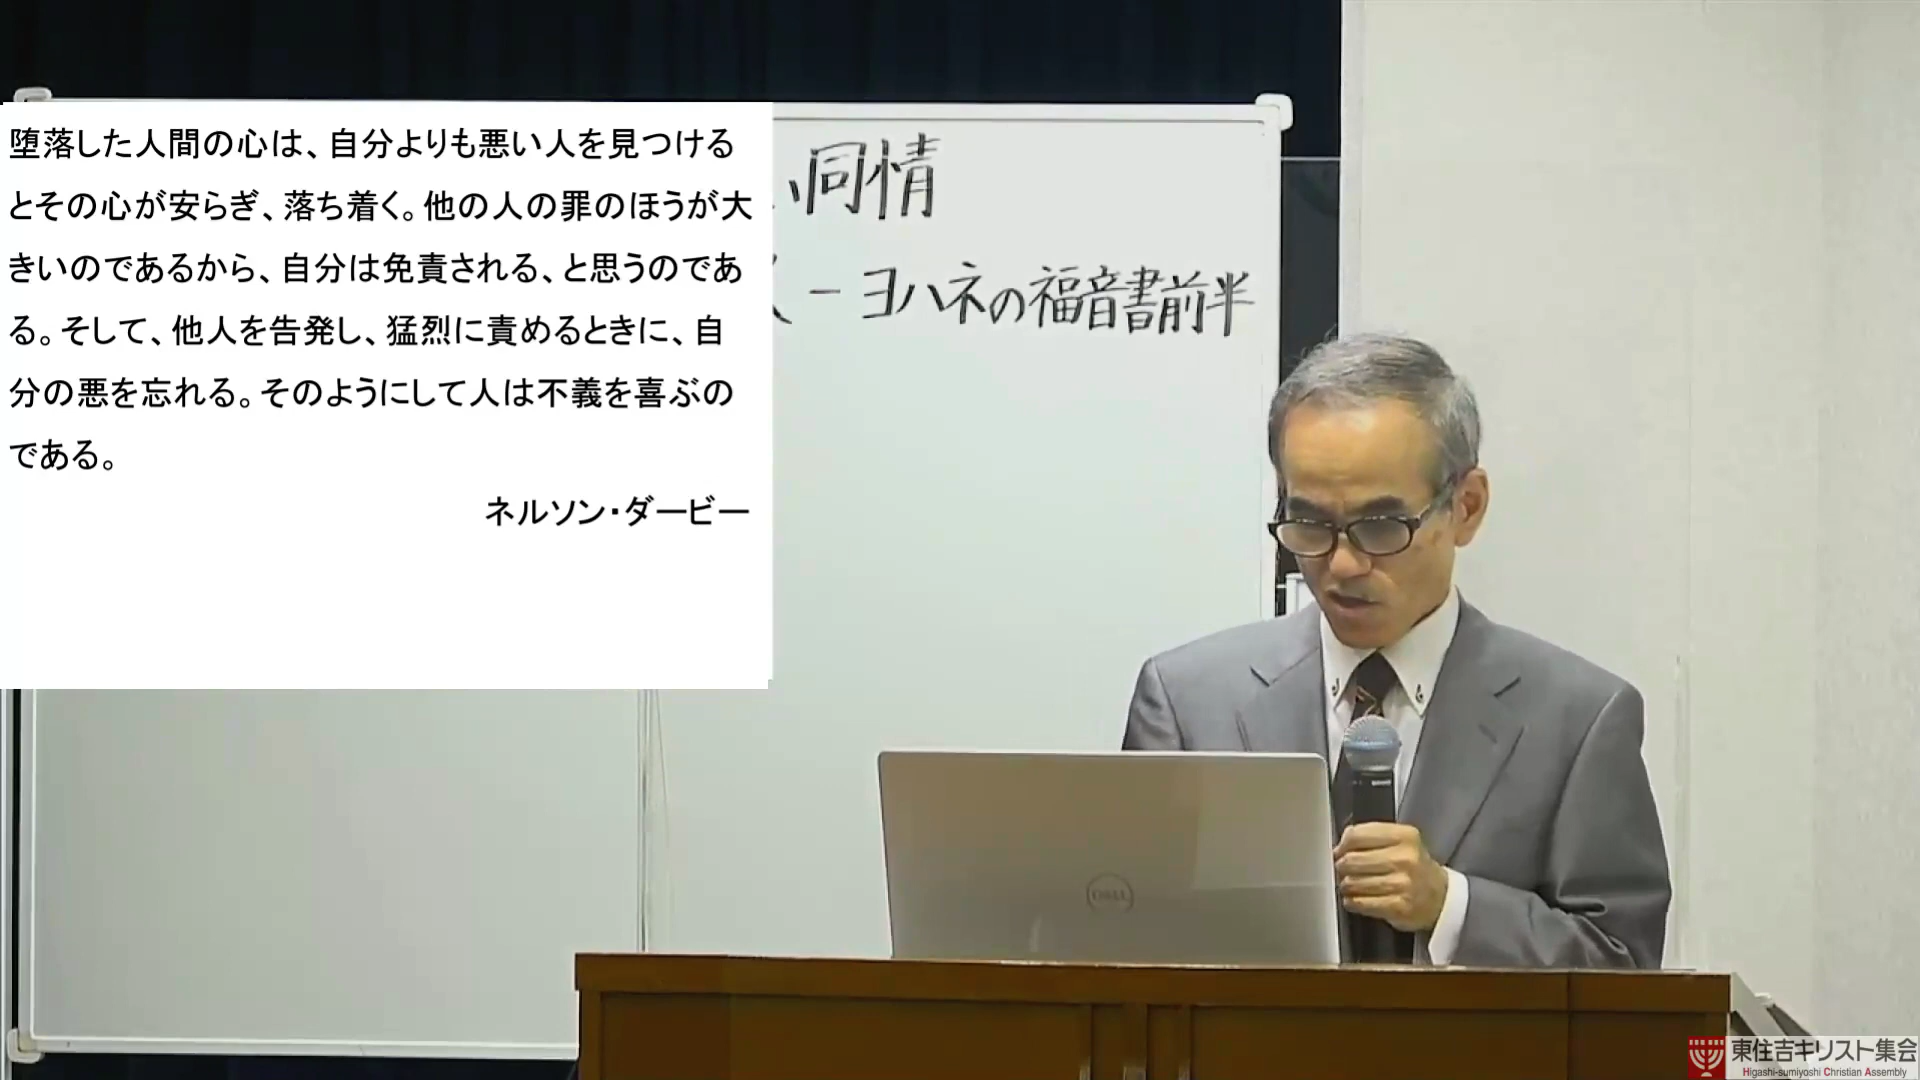 堕落した人間の心は、自分よりも悪い人を見つける
とその心が安らぎ、落ち着く。他の人の罪のほうが大
きいのであるから、自分は免責される、と思うのであ
る。そして、他人を告発し、猛烈に責めるときに、自
分の悪を忘れる。そのようにして人は不義を喜ぶの
である。
ネルソン・ダービー
い同情
－ヨハネの福音書前半
DELL
東住吉キリスト集会
Higashi-sumiyoshi Christian Assembly